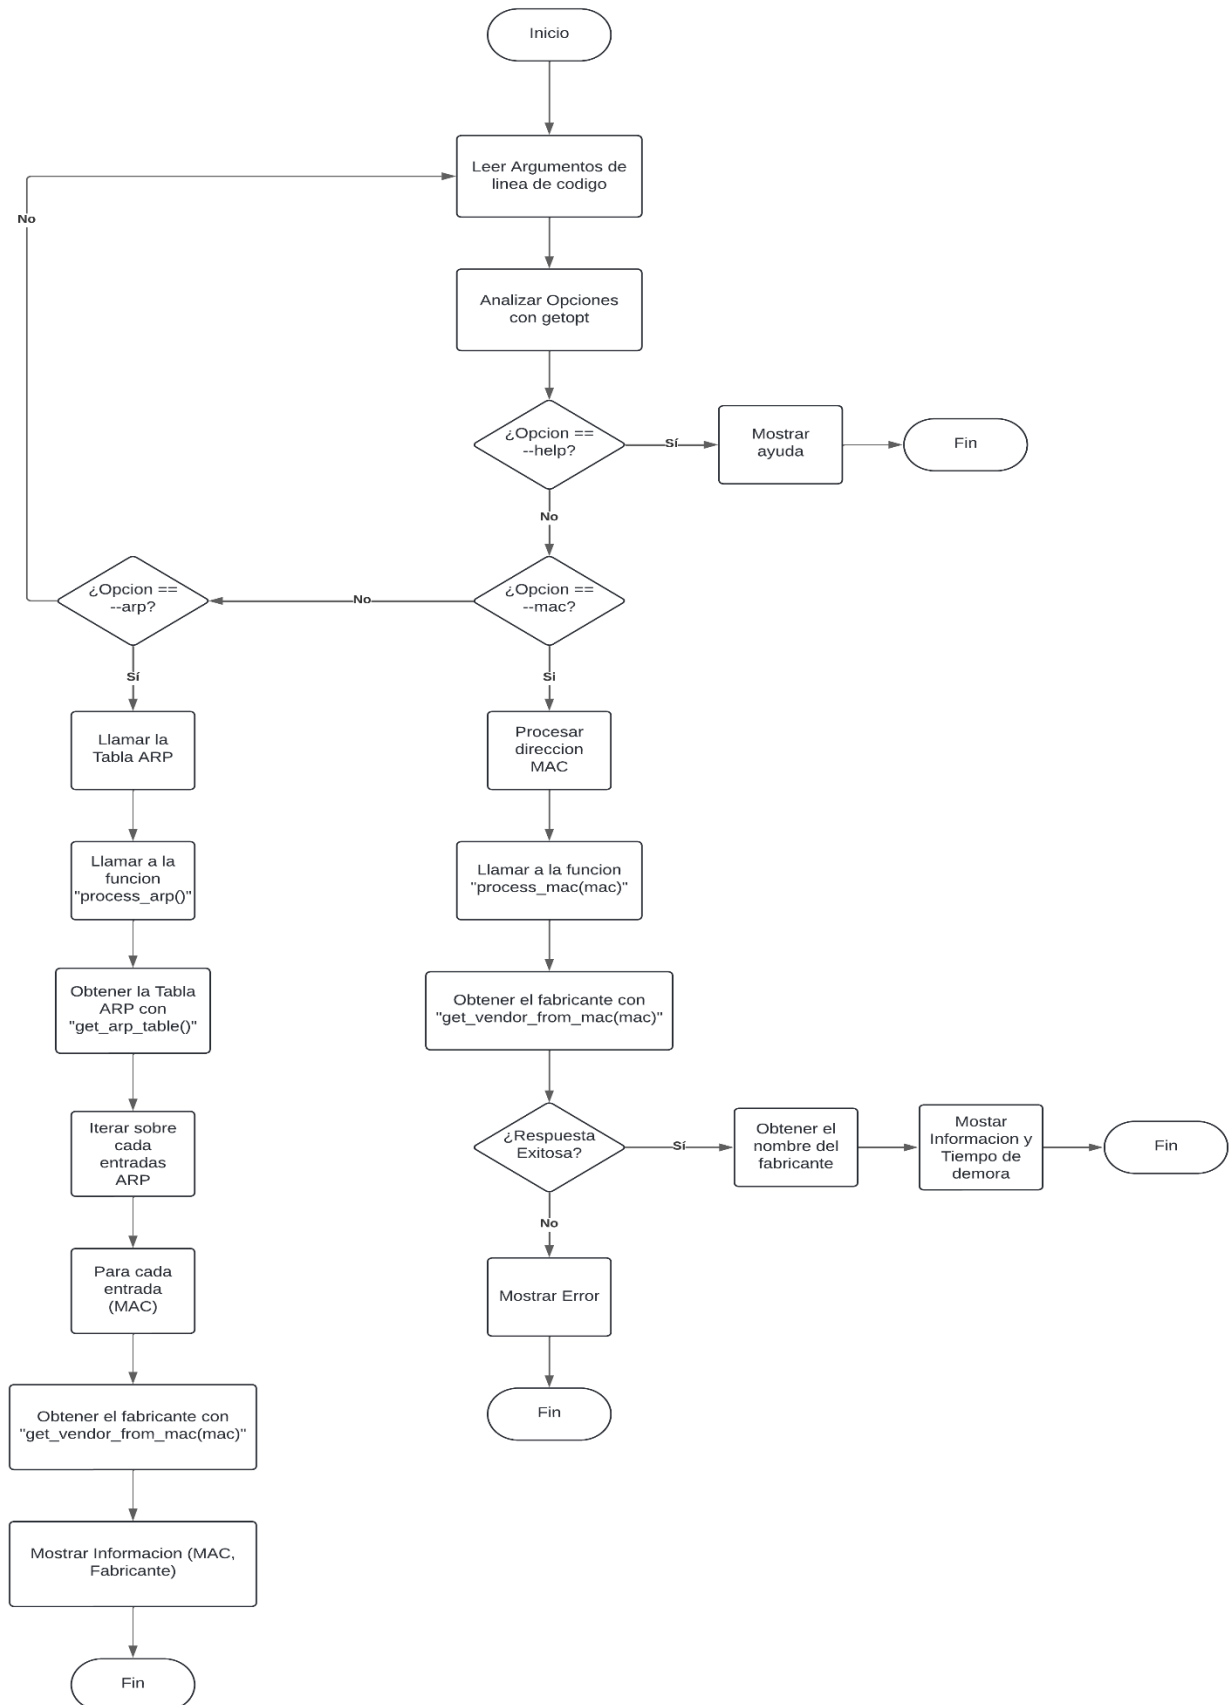 Inicio
Leer Argumentos de
linea de codigo
No
Analizar Opciones
con getopt
¿Opcion ==
--help?
Sí
Mostrar
ayuda
Fin
No
¿Opcion ==
--arp?
No
¿Opcion ==
--mac?
Sí
Si
Llamar la
Tabla ARP
Procesar
direccion
MAC
Llamar a la
funcion
"process_arp()"
Llamar a la funcion
"process_mac(mac)"
Obtener la Tabla
ARP con
"get_arp_table()"
Obtener el fabricante con
"get_vendor_from_mac(mac)"
Iterar sobre
cada
entradas
ARP
¿Respuesta
Exitosa?
Sí
Obtener el
nombre del
fabricante
Mostar
Informacion y
Tiempo de
demora
Fin
No
Para cada
entrada
(MAC)
Mostrar Error
Obtener el fabricante con
"get_vendor_from_mac(mac)"
Fin
Mostrar Informacion (MAC,
Fabricante)
Fin